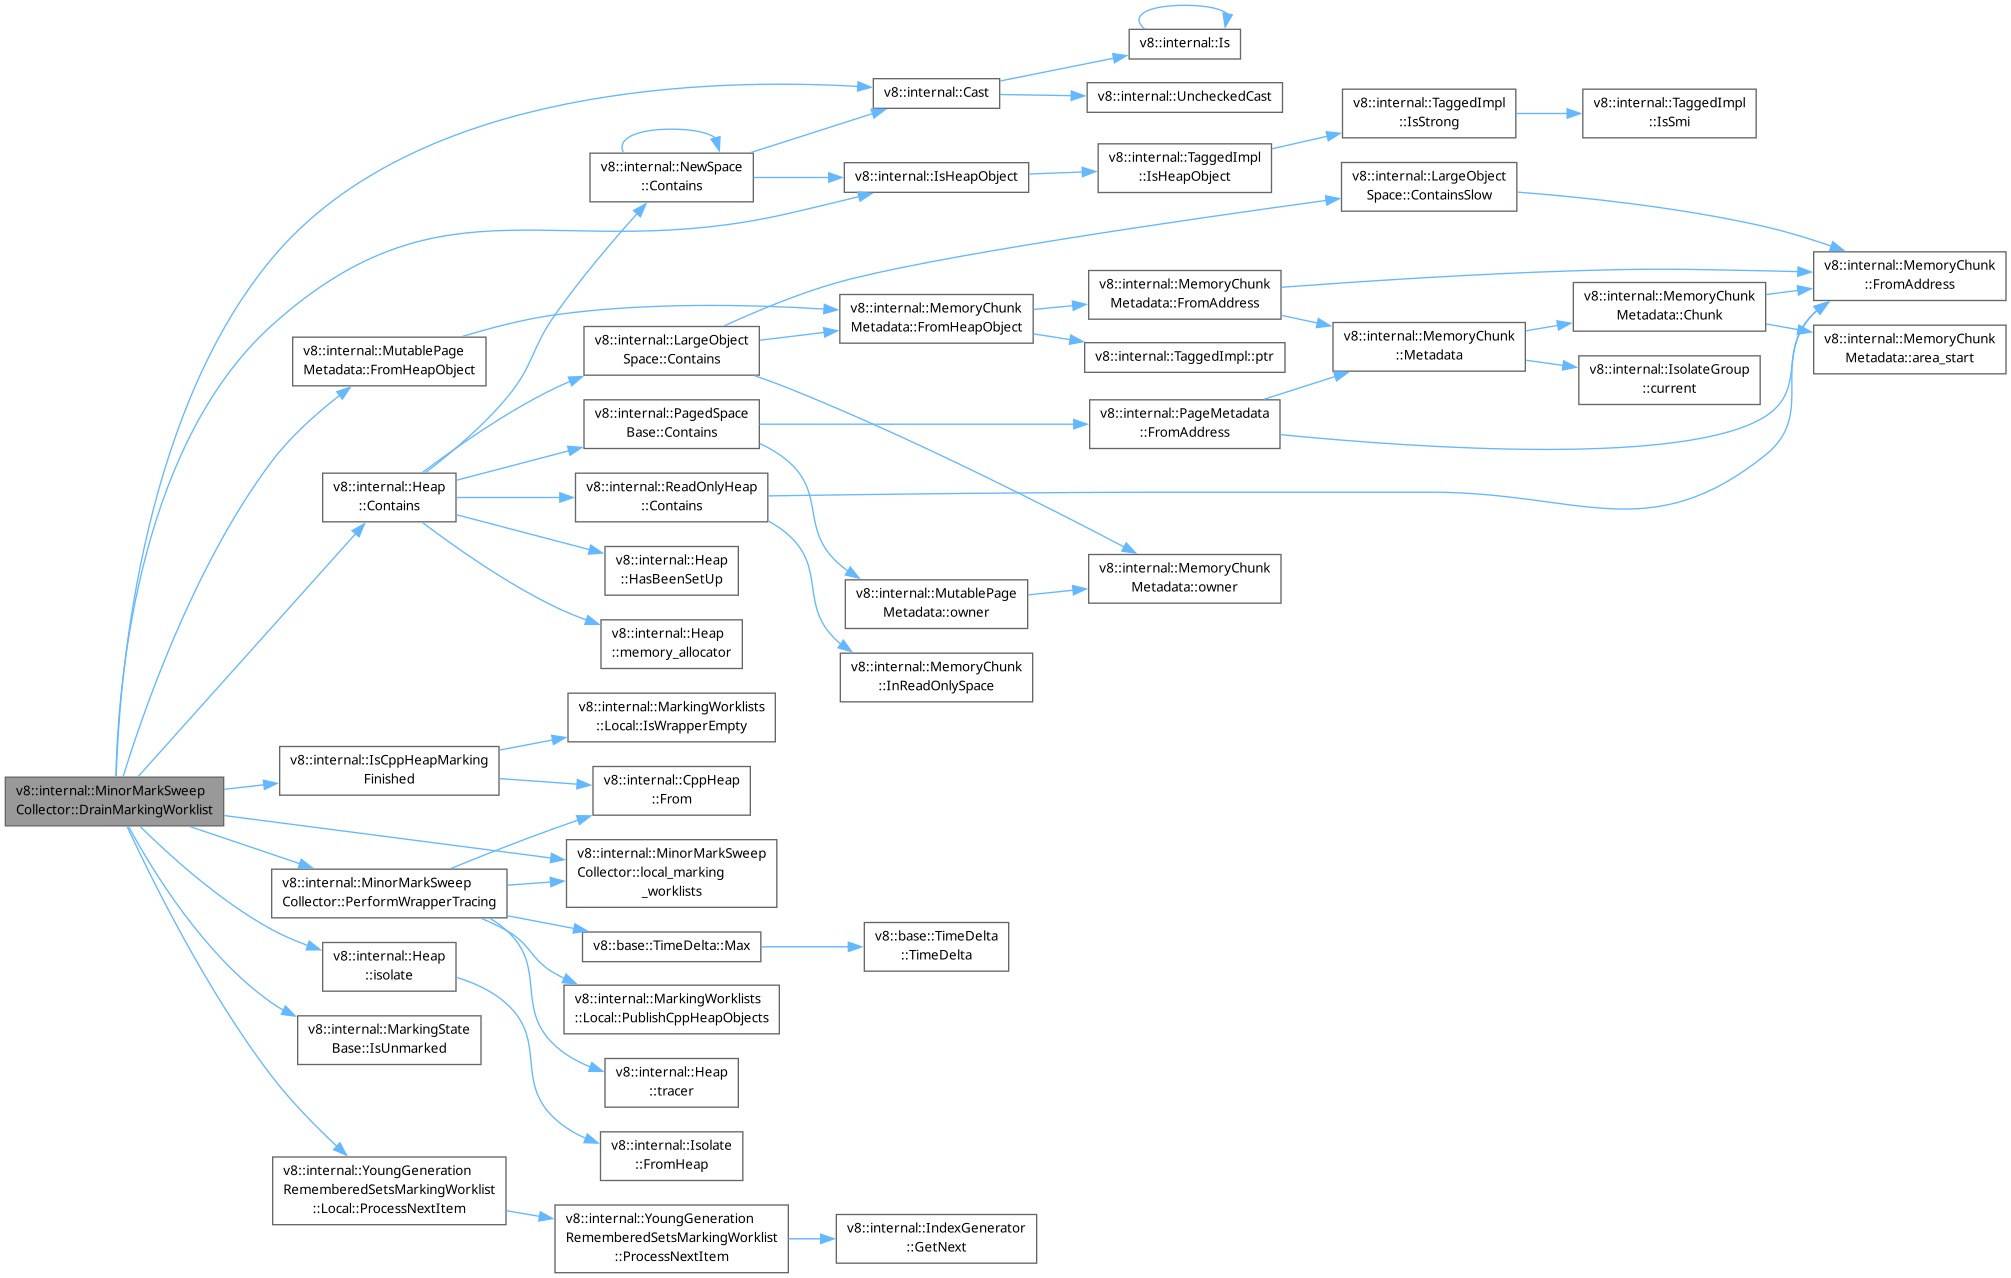 v8::internal::MinorMarkSweep
Collector::DrainMarkingWorklist
v8::internal::Cast
v8::internal::Is
v8::internal::UncheckedCast
v8::internal::NewSpace
::Contains
v8::internal::IsHeapObject
v8::internal::TaggedImpl
::IsHeapObject
v8::internal::TaggedImpl
::IsStrong
v8::internal::TaggedImpl
::IsSmi
v8::internal::LargeObject
Space::ContainsSlow
v8::internal::MemoryChunk
::FromAddress
v8::internal::MutablePage
Metadata::FromHeapObject
v8::internal::LargeObject
Space::Contains
v8::internal::MemoryChunk
Metadata::FromHeapObject
v8::internal::MemoryChunk
Metadata::FromAddress
v8::internal::TaggedImpl::ptr
v8::internal::MemoryChunk
::Metadata
v8::internal::MemoryChunk
Metadata::Chunk
v8::internal::MemoryChunk
Metadata::area_start
v8::internal::IsolateGroup
::current
v8::internal::PagedSpace
Base::Contains
v8::internal::PageMetadata
::FromAddress
v8::internal::Heap
::Contains
v8::internal::ReadOnlyHeap
::Contains
v8::internal::Heap
::HasBeenSetUp
v8::internal::Heap
::memory_allocator
v8::internal::MutablePage
Metadata::owner
v8::internal::MemoryChunk
Metadata::owner
v8::internal::MemoryChunk
::InReadOnlySpace
v8::internal::IsCppHeapMarking
Finished
v8::internal::MarkingWorklists
::Local::IsWrapperEmpty
v8::internal::CppHeap
::From
v8::internal::MinorMarkSweep
Collector::PerformWrapperTracing
v8::internal::MinorMarkSweep
Collector::local_marking
_worklists
v8::base::TimeDelta::Max
v8::base::TimeDelta
::TimeDelta
v8::internal::MarkingWorklists
::Local::PublishCppHeapObjects
v8::internal::Heap
::tracer
v8::internal::Heap
::isolate
v8::internal::Isolate
::FromHeap
v8::internal::MarkingState
Base::IsUnmarked
v8::internal::YoungGeneration
RememberedSetsMarkingWorklist
::Local::ProcessNextItem
v8::internal::YoungGeneration
RememberedSetsMarkingWorklist
::ProcessNextItem
v8::internal::IndexGenerator
::GetNext